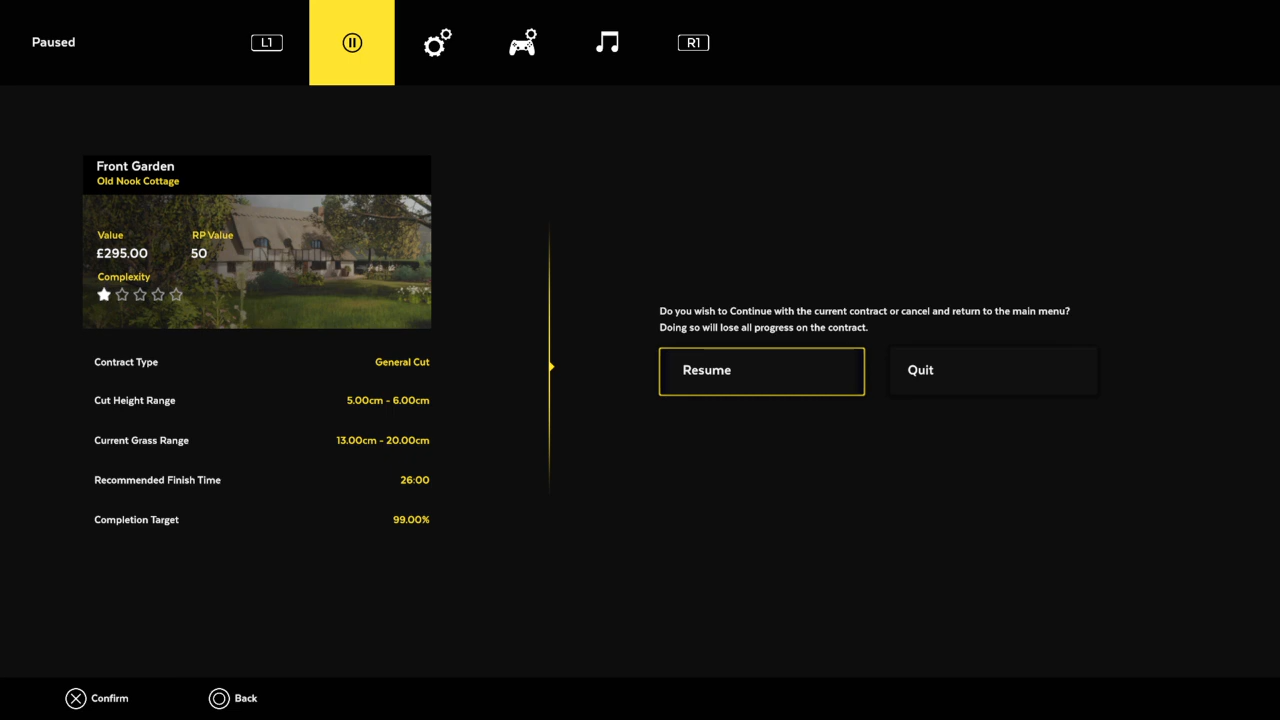 Paused
L1
R1
Front Garden
Old Nook Cottage
Value
RP Value
£295.00
50
Complexity
Contract Type
General Cut
Cut Height Range
5.00cm - 6.00cm
Current Grass Range
13.00cm - 20.00cm
Recommended Finish Time
26:00
Completion Target
99.00%
Do you wish to Continue with the current contract or cancel and return to the main menu?
Doing so will lose all progress on the contract.
Resume
Quit
Confirm
Back